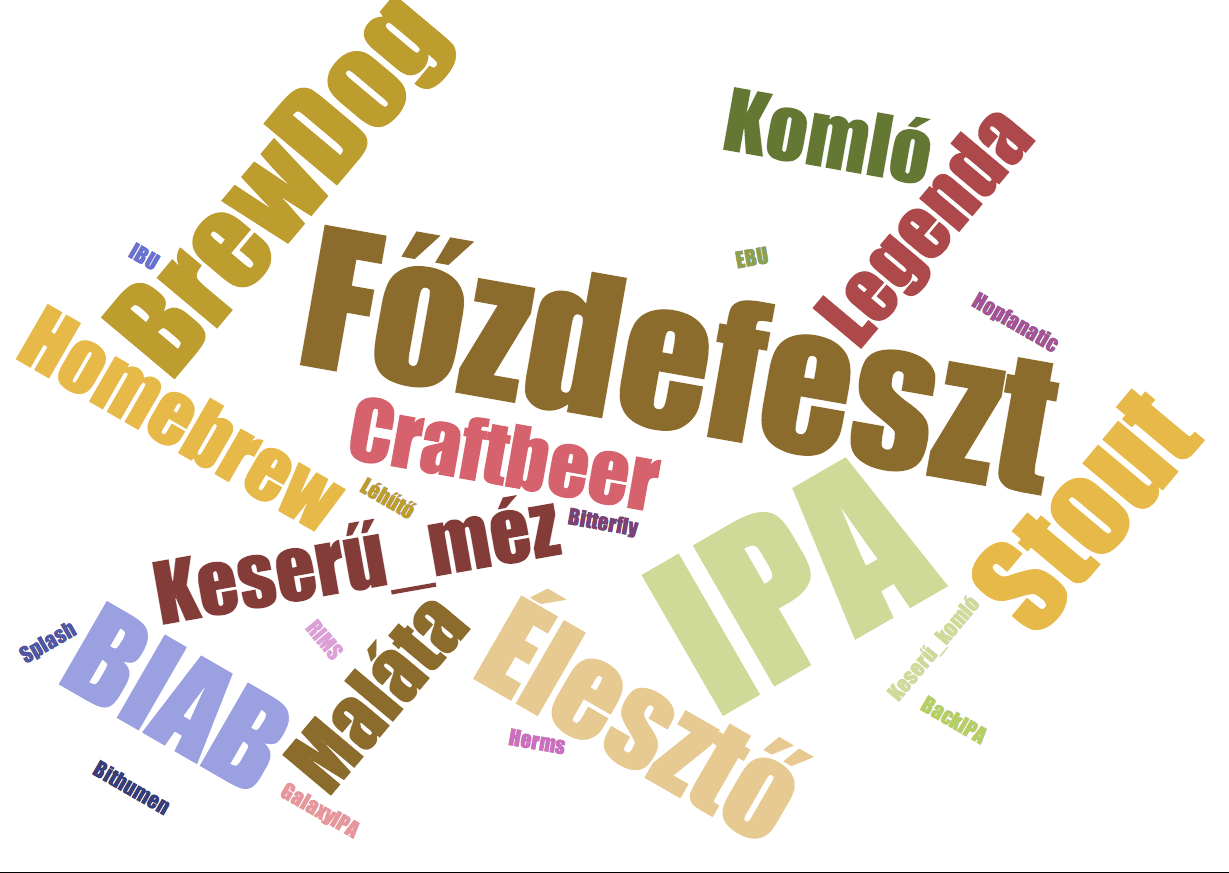 BrewDog
Komló
Legenda
IBU
Főzdefeszt
EBU
Hopfanatic
Homebrew
Craftbeer
Stout
Léhűtő
Bitterfly
Keserű_méz
IPA
Splash
BIAB
RIMS
Maláta
Élesztő
Keserű_komló
BackIPA
Herms
Bithumen
GalaxyIPA